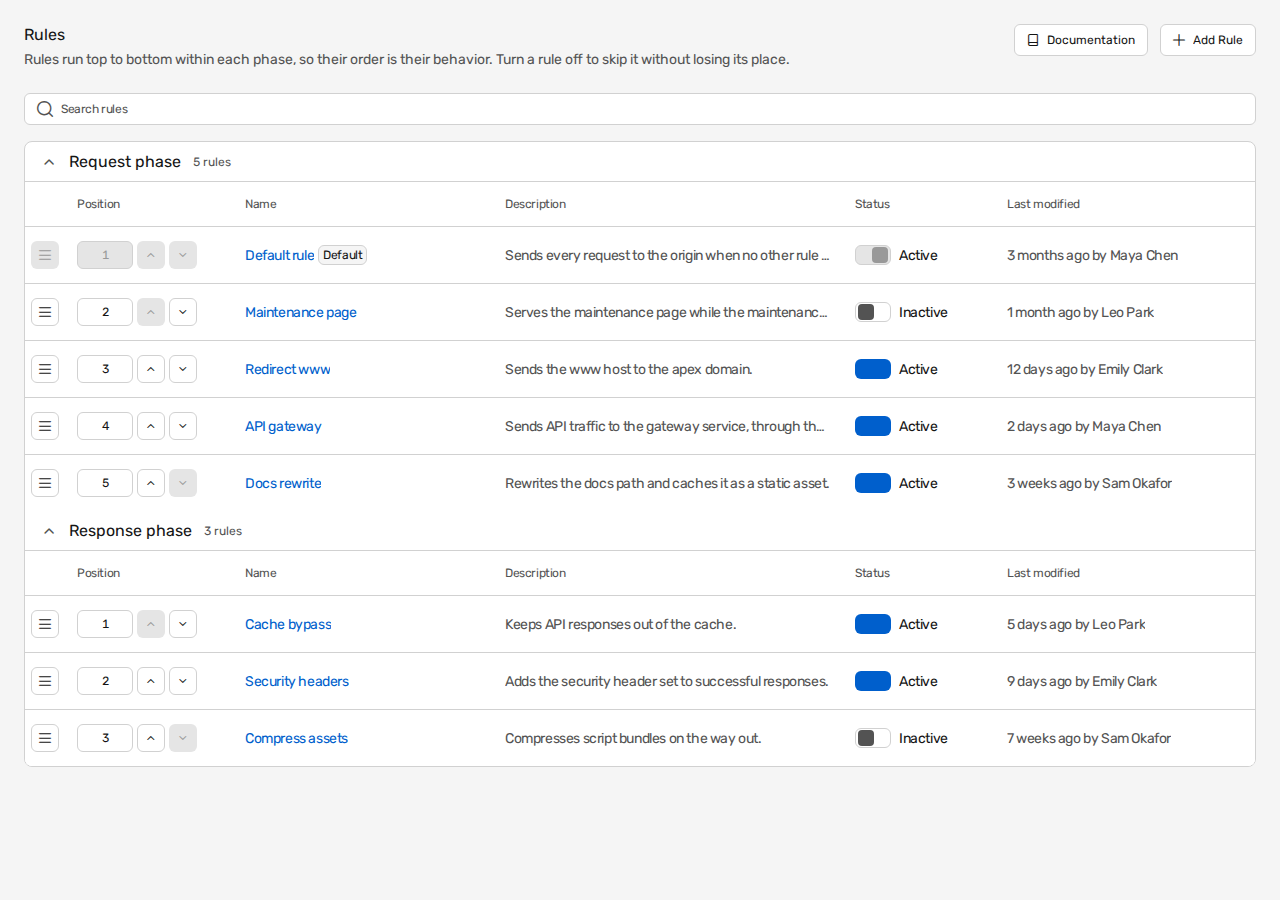 Rules
Rules run top to bottom within each phase, so their order is their behavior. Turn a rule off to skip it without losing its place.
Documentation
Add Rule
Search rules
Request phase 5 rules
Position Name Description Status Last modified
1 Default rule Default Sends every request to the origin when no other rule ... Active 3 months ago by Maya Chen
2 Maintenance page Serves the maintenance page while the maintenanc... Inactive 1 month ago by Leo Park
3 Redirect www Sends the www host to the apex domain. Active 12 days ago by Emily Clark
4 API gateway Sends API traffic to the gateway service, through th... Active 2 days ago by Maya Chen
5 Docs rewrite Rewrites the docs path and caches it as a static asset. Active 3 weeks ago by Sam Okafor
Response phase 3 rules
Position Name Description Status Last modified
1 Cache bypass Keeps API responses out of the cache. Active 5 days ago by Leo Park
2 Security headers Adds the security header set to successful responses. Active 9 days ago by Emily Clark
3 Compress assets Compresses script bundles on the way out. Inactive 7 weeks ago by Sam Okafor